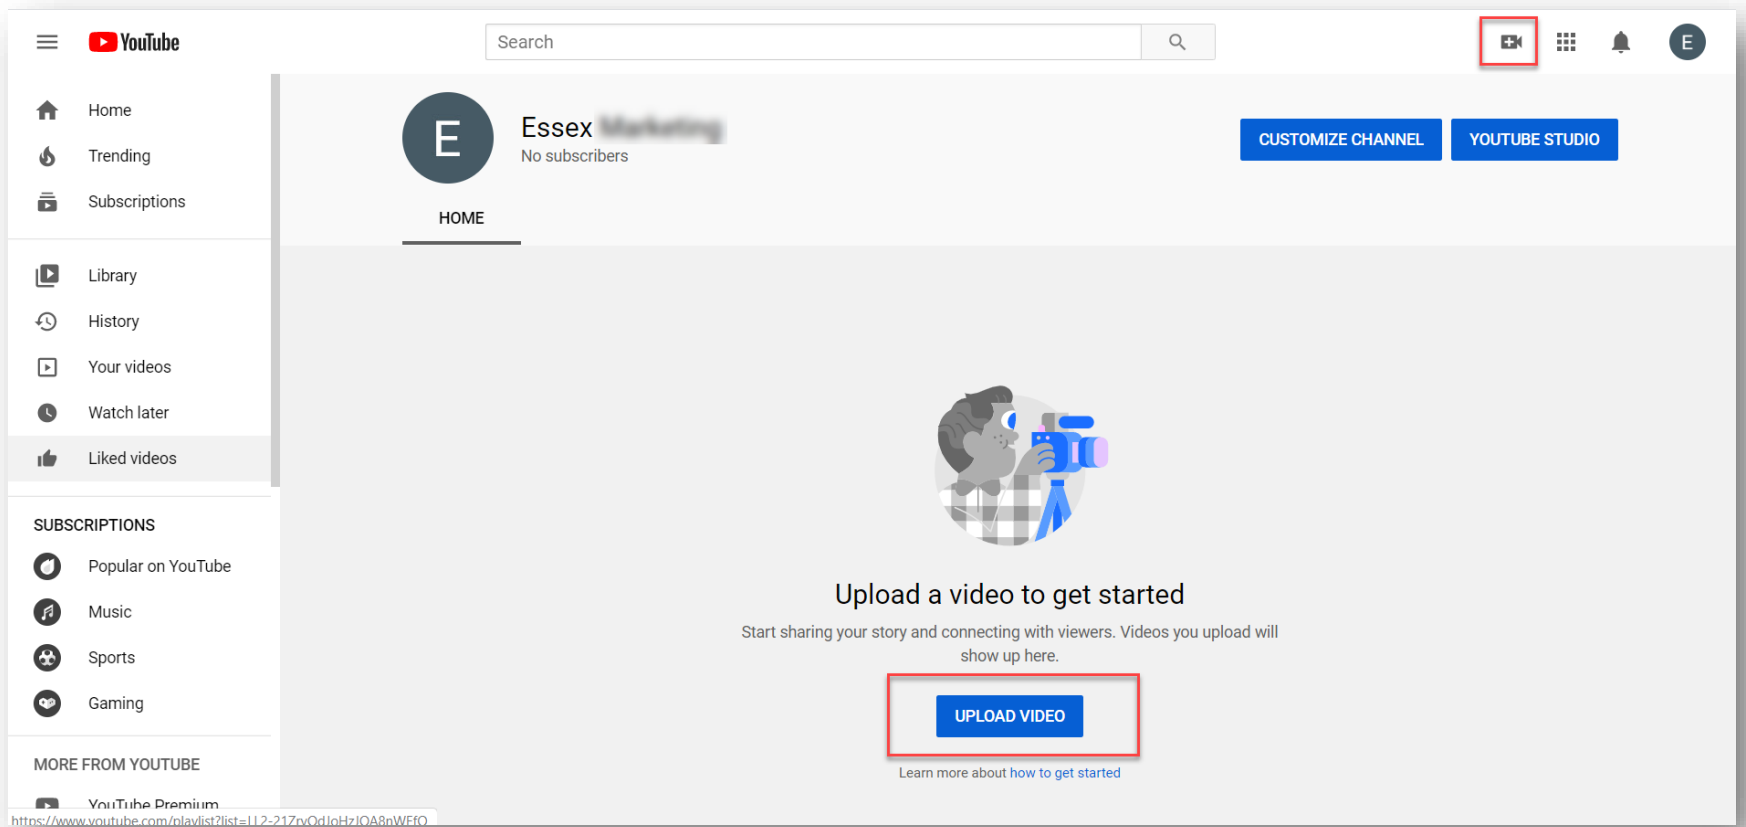 YouTube
Search
E
Home
Trending
Subscriptions
Library
History
Your videos
Watch later
Liked videos
SUBSCRIPTIONS
Popular on YouTube
Music
Sports
Gaming
MORE FROM YOUTUBE
YouTube Premium
E
Essex
No subscribers
CUSTOMIZE CHANNEL
YOUTUBE STUDIO
HOME
Upload a video to get started
Start sharing your story and connecting with viewers. Videos you upload will
show up here.
UPLOAD VIDEO
Learn more about how to get started